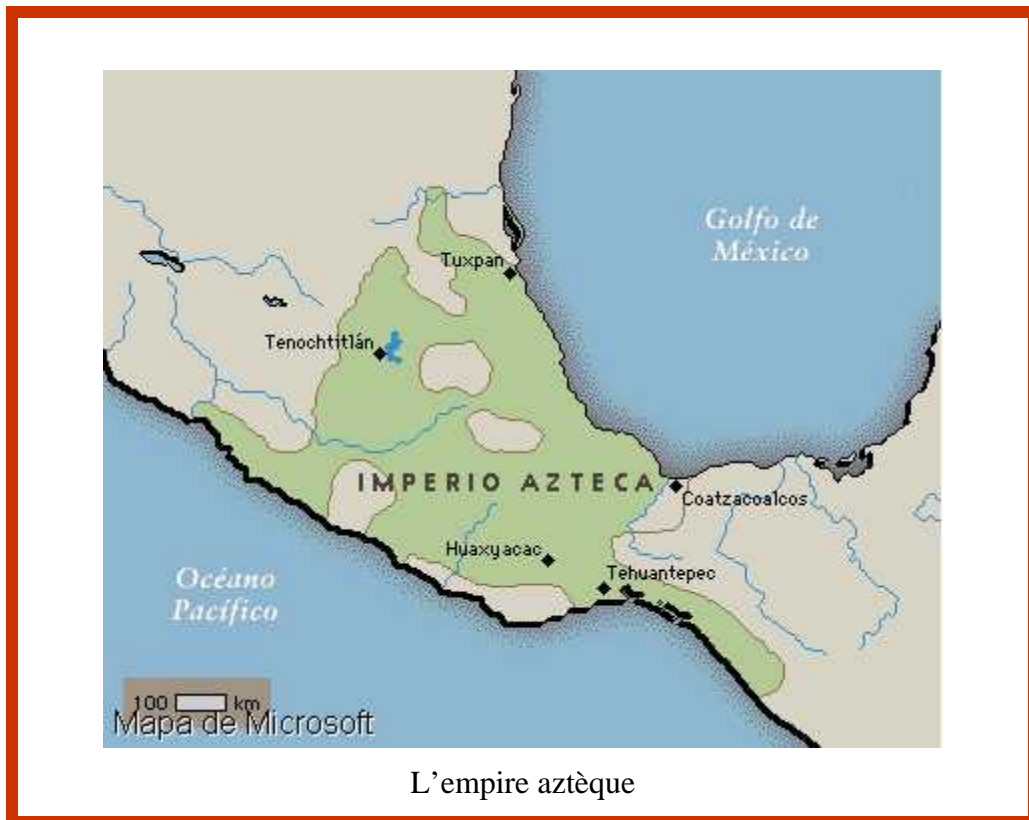 Golfo de
México
Tuxpan
Tenochtitlán
IMPERIO AZTECA
Coatzacoalcos
Huaxyacac
Tehuantepec
Océano
Pacífico
100 km
Mapa de Microsoft
L’empire aztèque